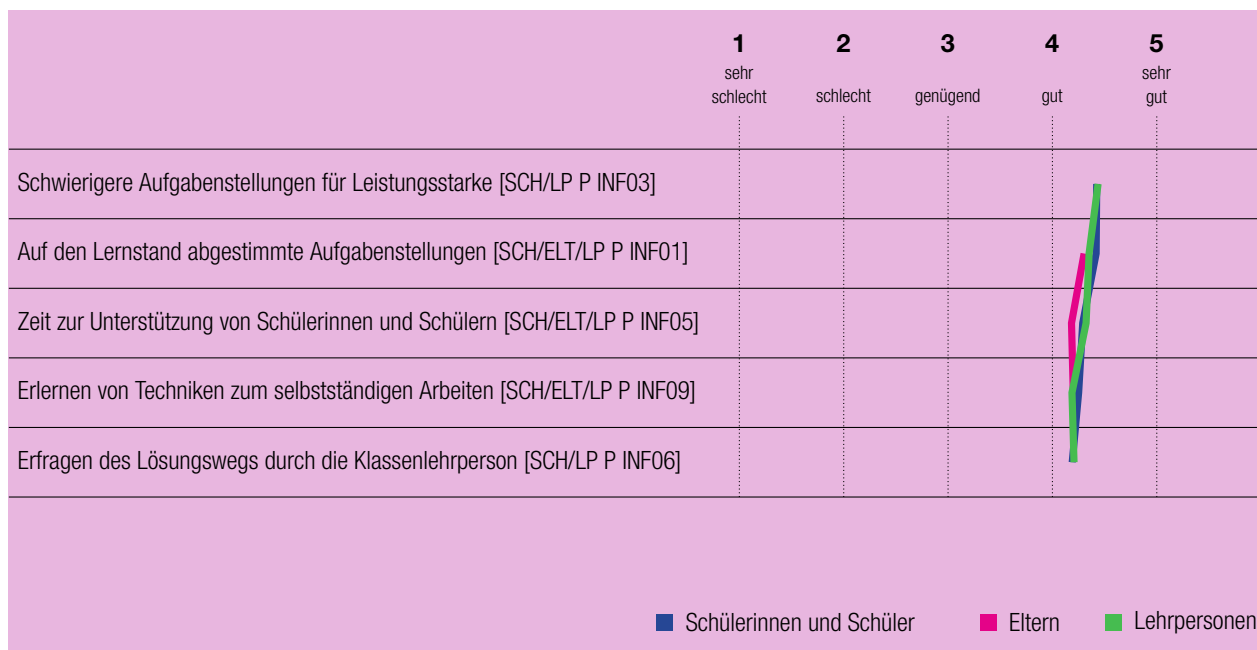 1 2 3 4 5
sehr schlecht schlecht genügend gut sehr gut
Schwierigere Aufgabenstellungen für Leistungsstarke [SCH/LP P INF03]
Auf den Lernstand abgestimmte Aufgabenstellungen [SCH/ELT/LP P INF01]
Zeit zur Unterstützung von Schülerinnen und Schülern [SCH/ELT/LP P INF05]
Erlernen von Techniken zum selbstständigen Arbeiten [SCH/ELT/LP P INF09]
Erfragen des Lösungswegs durch die Klassenlehrperson [SCH/LP P INF06]
Schülerinnen und Schüler Eltern Lehrpersonen